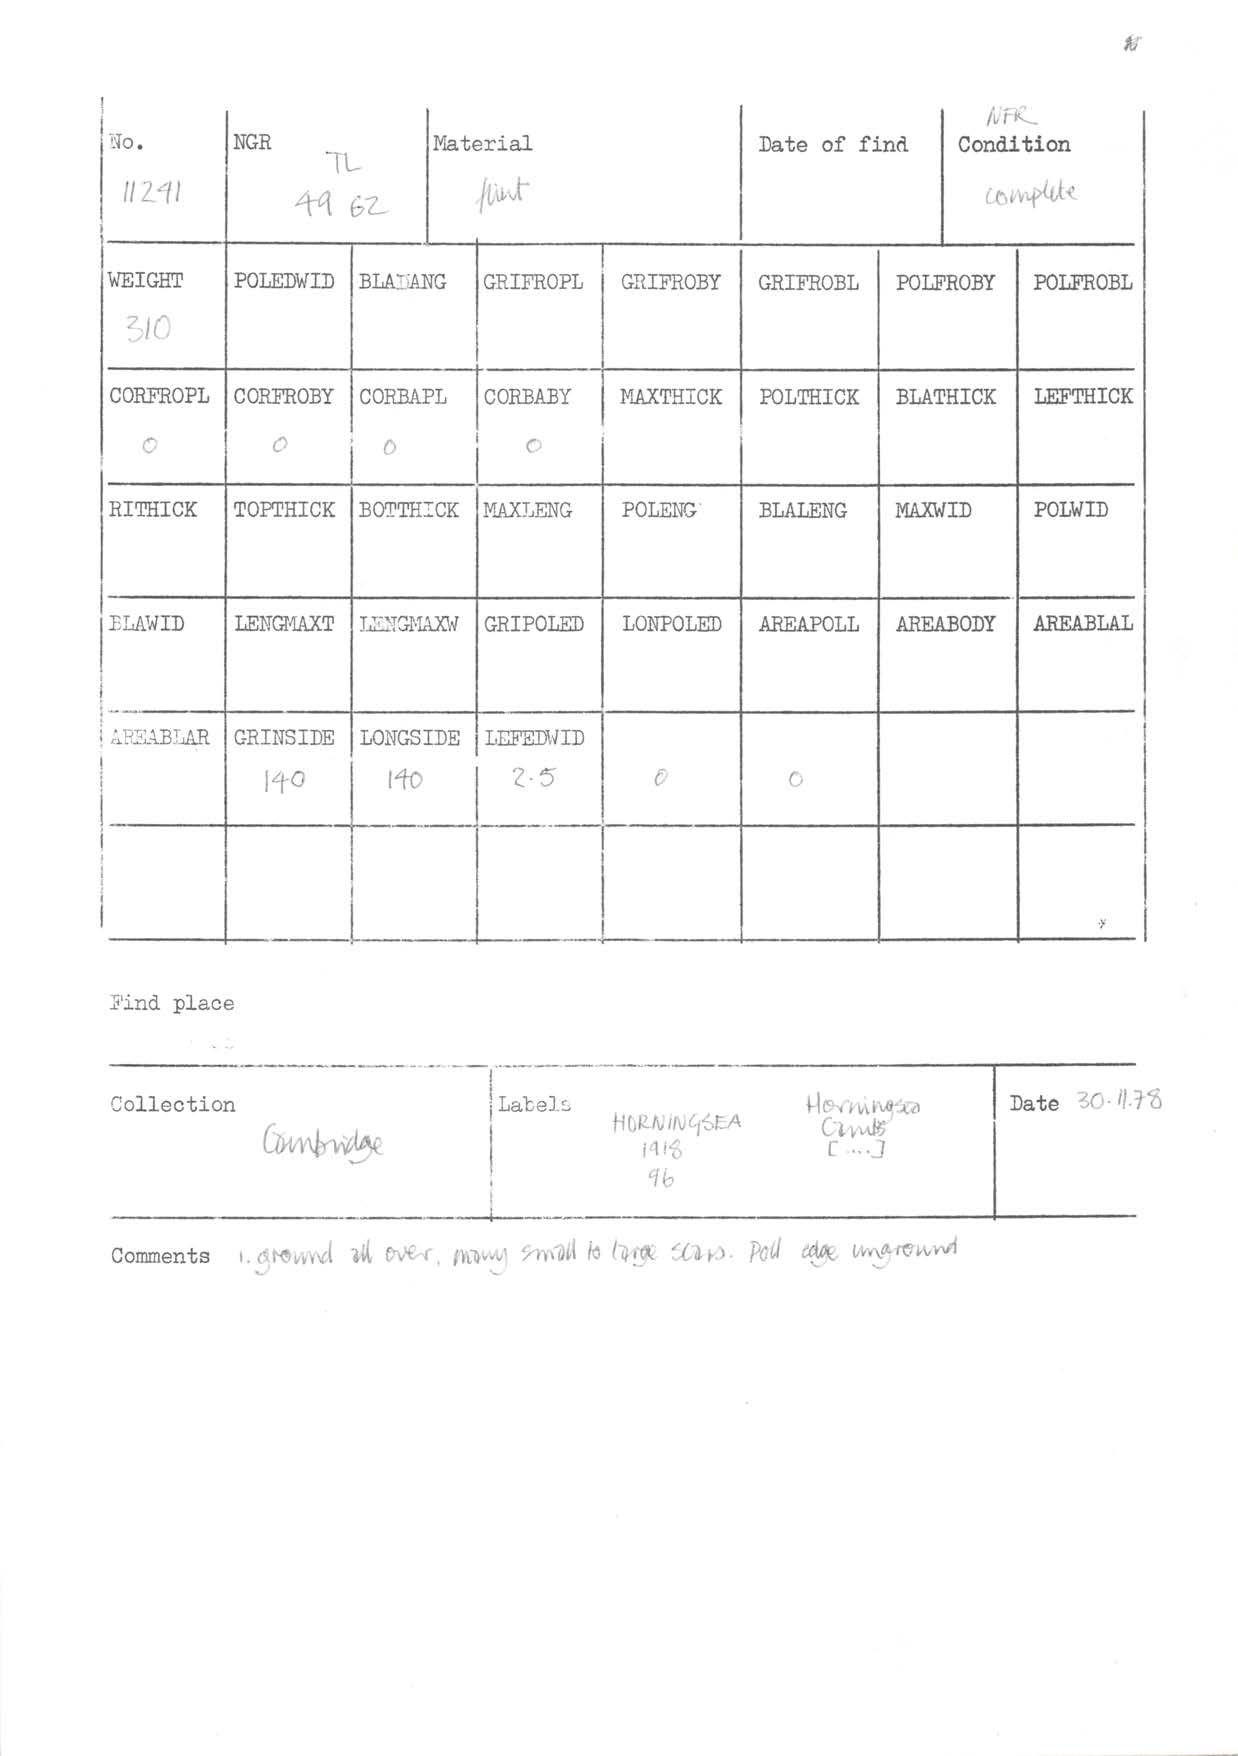 NFR
No. NGR Material Date of find Condition
TL
11241 49 62 flint complete
WEIGHT POLEDWID BLADANG GRIFROPL GRIFROBY GRIFROBL POLFROBY POLFROBL
310
CORFROPL CORFROBY CORBAPL CORBABY MAXTHICK POLTHICK BLATHICK LEFTHICK
0 0 0 0
RITHICK TOPTHICK BOTTHICK MAXLENG POLENG BLALENG MAXWID POLWID
BLAWID LENGMAXT LENGMAXW GRIPOLED LONPOLED AREAPOLL AREABODY AREABLAL
AREABLAR GRINSIDE LONGSIDE LEFEDWID
140 140 2.5 0 0
Find place
Collection Labels Date 30.11.78
Cambridge
HORNINGSEA
1918
96
Horningsea
Cambs
[....]
Comments 1. ground all over, many small to large scars. Poll edge unground